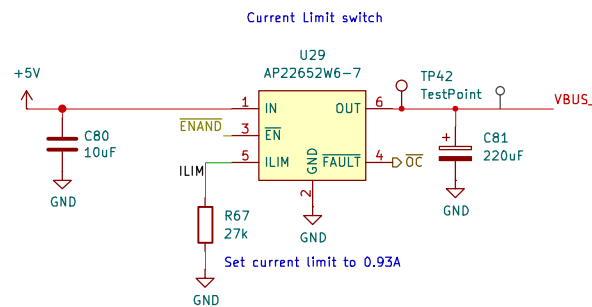 Current Limit switch
U29
AP22652W6-7
+5V
TP42
TestPoint
1 IN OUT 6
VBUS_
ENAND
3 EN
C80
10uF
C81
220uF
+
ILIM
5 ILIM GND FAULT 4 OC
2
GND
GND
R67
27k
GND
Set current limit to 0.93A
GND